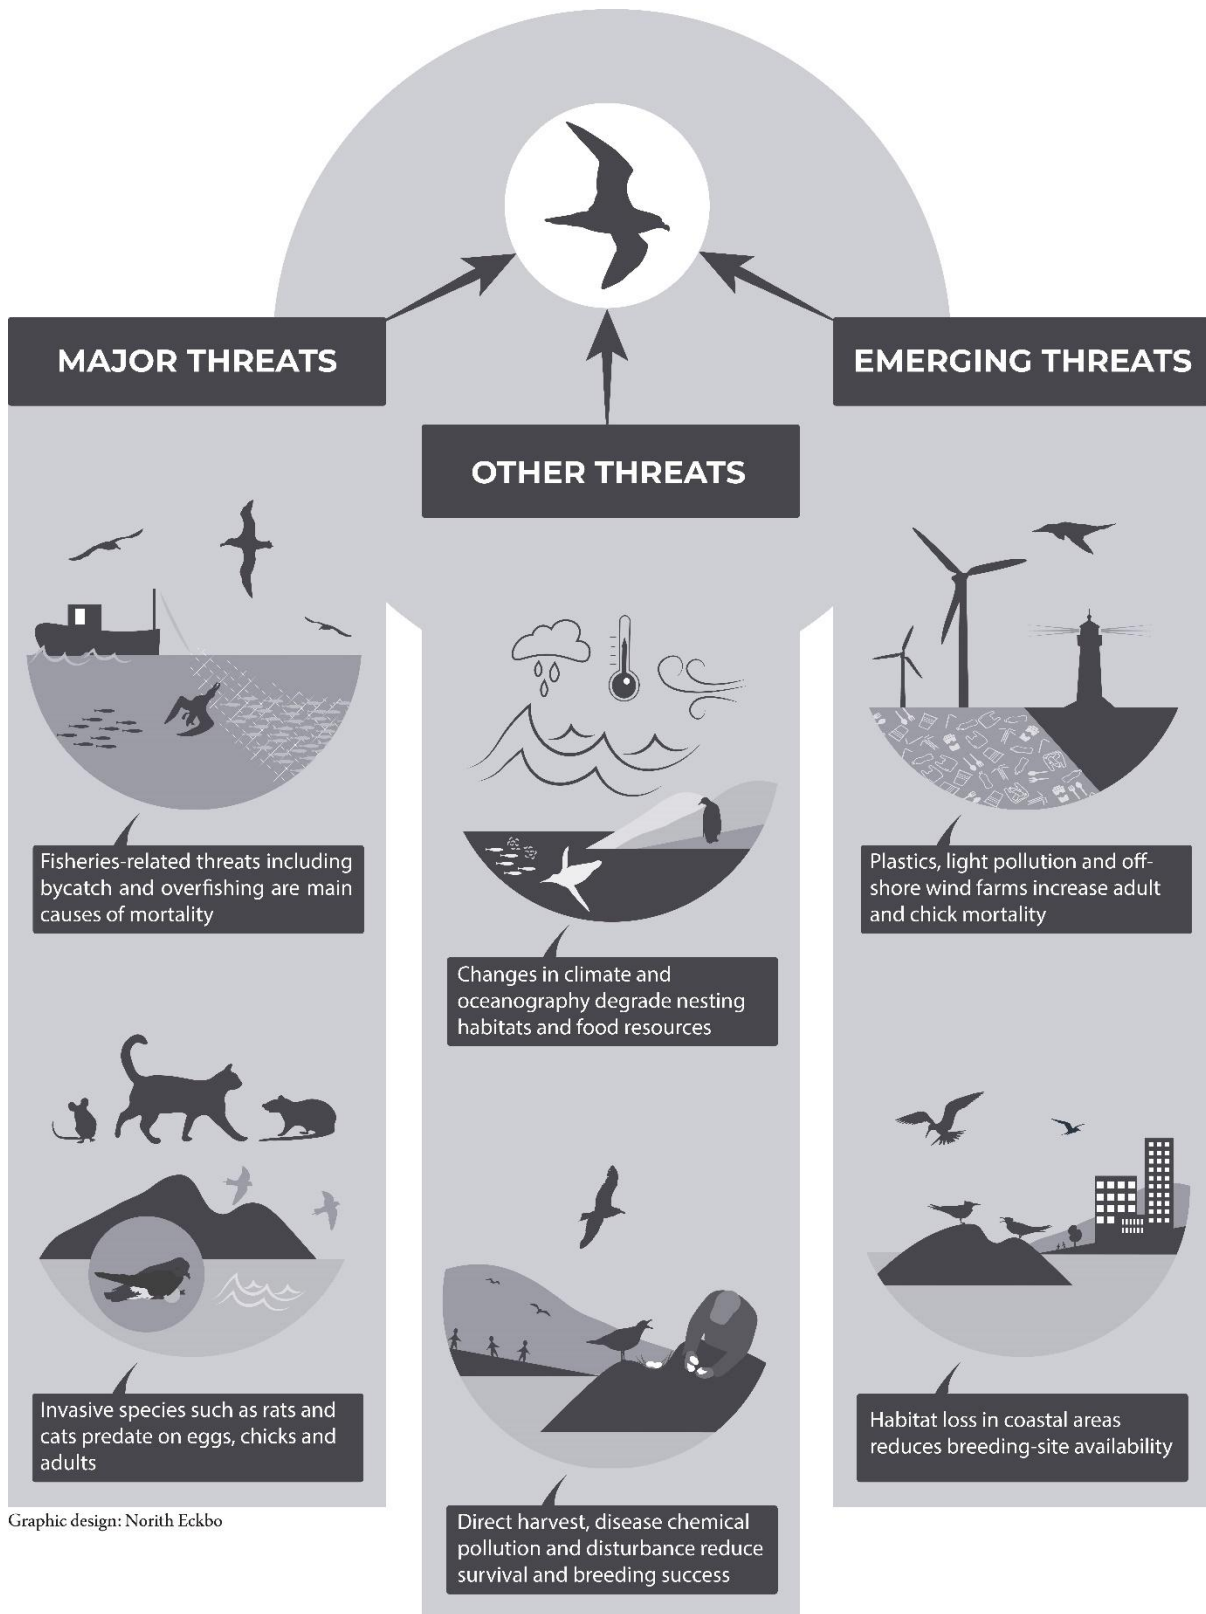 MAJOR THREATS
Fisheries-related threats including
bycatch and overfishing are main
causes of mortality
Invasive species such as rats and
cats predate on eggs, chicks and
adults
OTHER THREATS
Changes in climate and
oceanography degrade nesting
habitats and food resources
Direct harvest, disease chemical
pollution and disturbance reduce
survival and breeding success
EMERGING THREATS
Plastics, light pollution and off-
shore wind farms increase adult
and chick mortality
Habitat loss in coastal areas
reduces breeding-site availability
Graphic design: Norith Eckbo